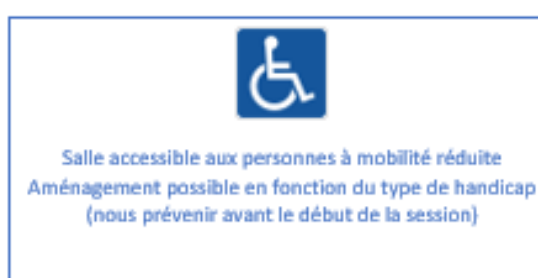 Salle accessible aux personnes à mobilité réduite
Aménagement possible en fonction du type de handicap
(nous prévenir avant le début de la session)